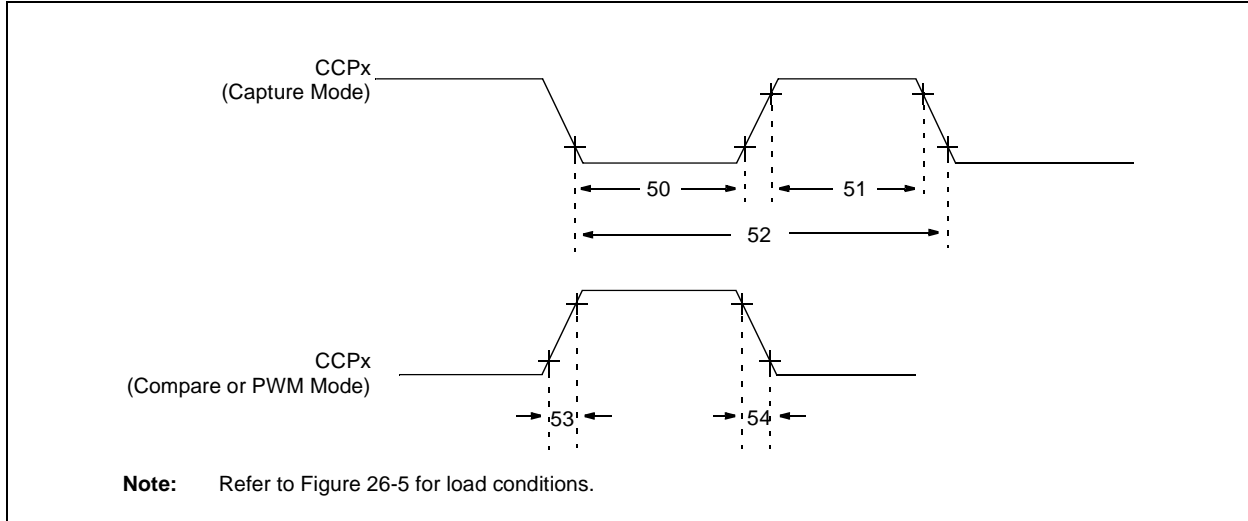 CCPx
(Capture Mode)
50
51
52
CCPx
(Compare or PWM Mode)
53
54
Note: Refer to Figure 26-5 for load conditions.